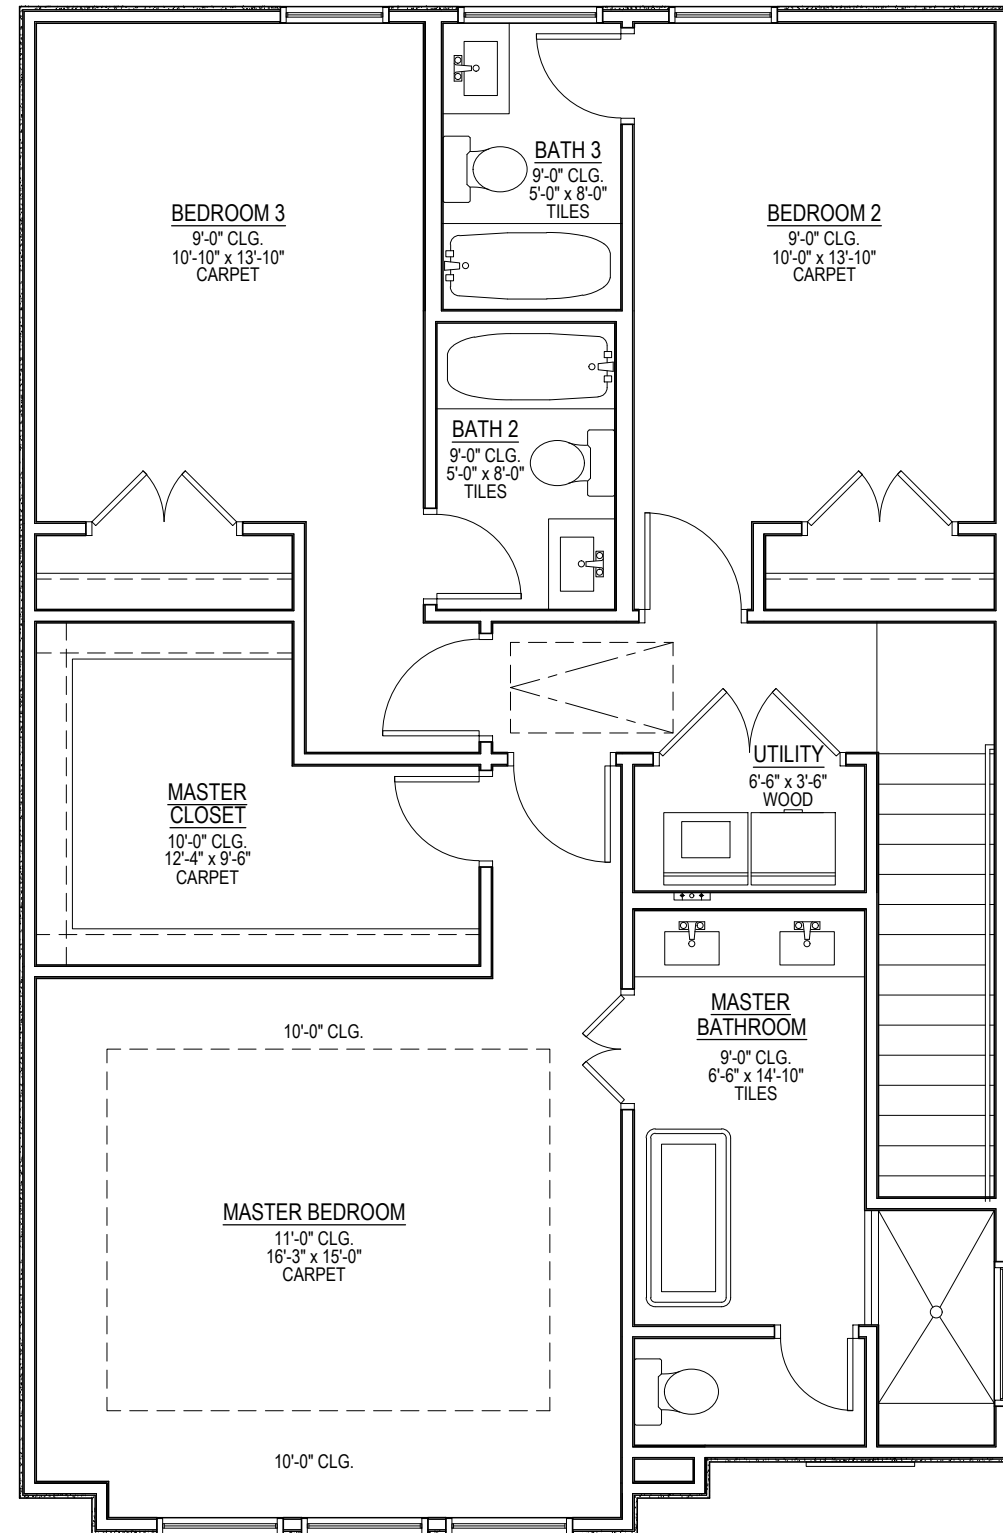 BATH 3
9'-0" CLG.
5'-0" x 8'-0"
TILES
BEDROOM 3
9'-0" CLG.
10'-10" x 13'-10"
CARPET
BEDROOM 2
9'-0" CLG.
10'-0" x 13'-10"
CARPET
BATH 2
9'-0" CLG.
5'-0" x 8'-0"
TILES
UTILITY
6'-6" x 3'-6"
WOOD
MASTER
CLOSET
10'-0" CLG.
12'-4" x 9'-6"
CARPET
MASTER
BATHROOM
9'-0" CLG.
6'-6" x 14'-10"
TILES
10'-0" CLG.
MASTER BEDROOM
11'-0" CLG.
16'-3" x 15'-0"
CARPET
10'-0" CLG.